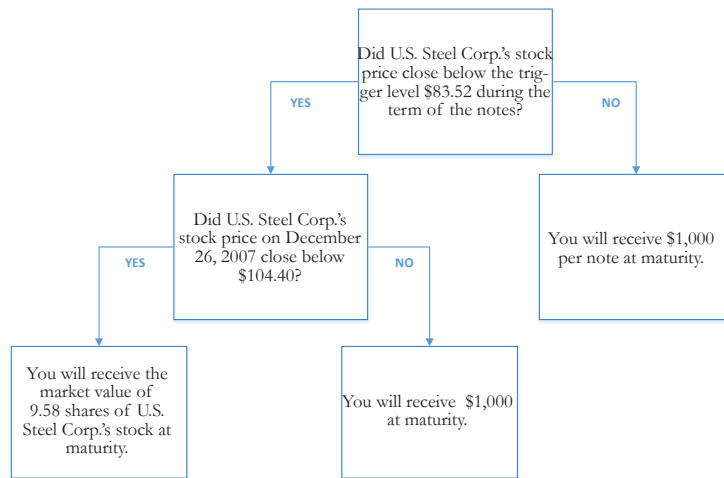 Did U.S. Steel Corp.'s stock
price close below the trig-
ger level $83.52 during the
term of the notes?
YES
NO
Did U.S. Steel Corp.'s
stock price on December
26, 2007 close below
$104.40?
You will receive $1,000
per note at maturity.
YES
NO
You will receive the
market value of
9.58 shares of U.S.
Steel Corp.'s stock at
maturity.
You will receive $1,000
at maturity.